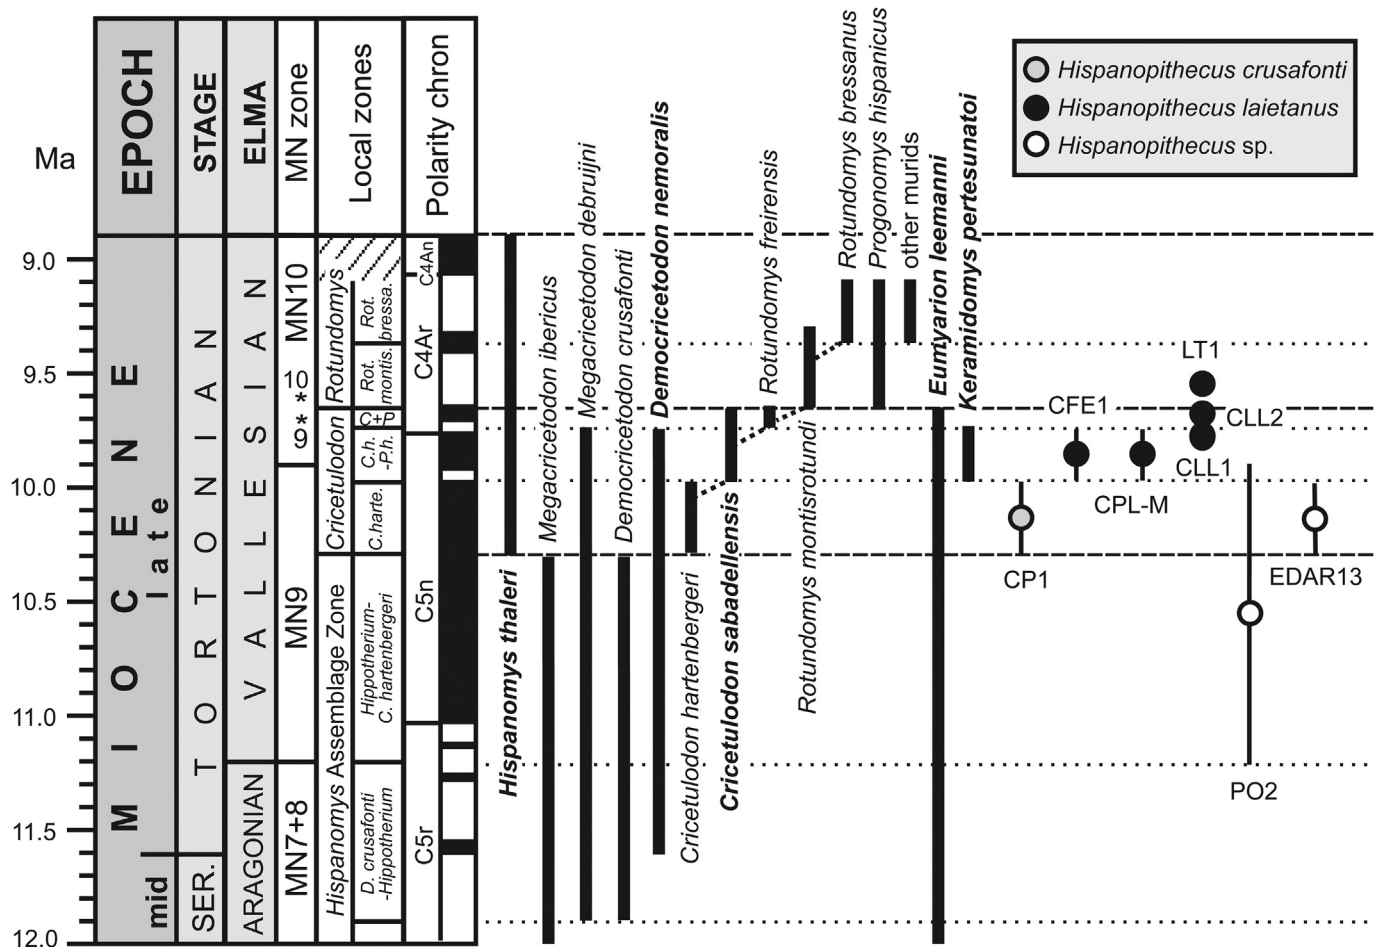 Ma
EPOCH
STAGE
ELMA
MN zone
Local zones
Polarity chron
9.0
9.5
10.0
10.5
11.0
11.5
12.0
MIOCENE
late
mid
TORTONIAN
SER.
VALLESIAN
ARAGONIAN
MN10
10
*
*
9
MN9
MN7+8
Rotundomys
Cricetulodon
Hispanomys Assemblage Zone
Rot.
bressa.
Rot.
montis.
C+P
C.h.
-P.h.
C.harte.
Hippotherium-
C. hartenbergeri
D. crusafonti
-Hippotherium
C4An
C4Ar
C5n
C5r
Hispanomys thaleri
Megacricetodon ibericus
Megacricetodon debruijni
Democricetodon crusafonti
Democricetodon nemoralis
Cricetulodon hartenbergeri
Cricetulodon sabadellensis
Rotundomys freirensis
Rotundomys montisrotundi
Rotundomys bressanus
Progonomys hispanicus
other murids
Eumyarion leemanni
Keramidomys pertesunatoi
Hispanopithecus crusafonti
Hispanopithecus laietanus
Hispanopithecus sp.
LT1
CFE1
CLL2
CLL1
CPL-M
CP1
EDAR13
PO2